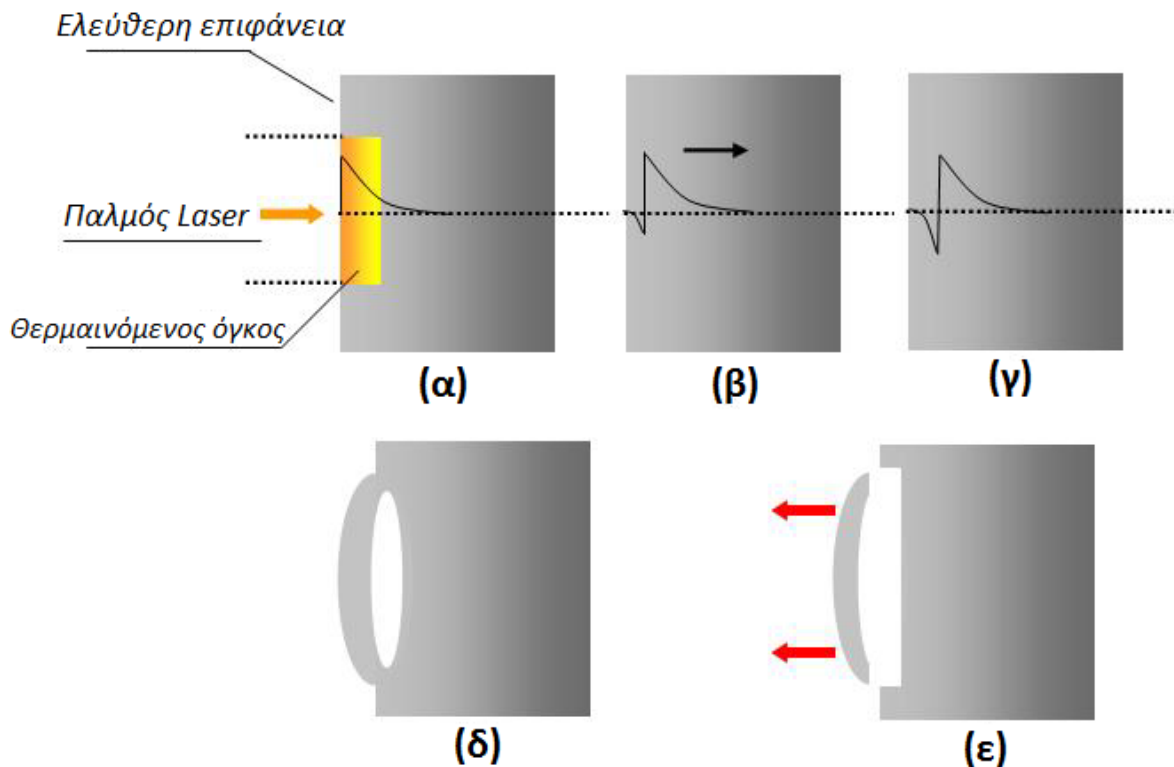 Ελεύθερη επιφάνεια
Παλμός Laser
Θερμαινόμενος όγκος
(α)
(β)
(γ)
(δ)
(ε)